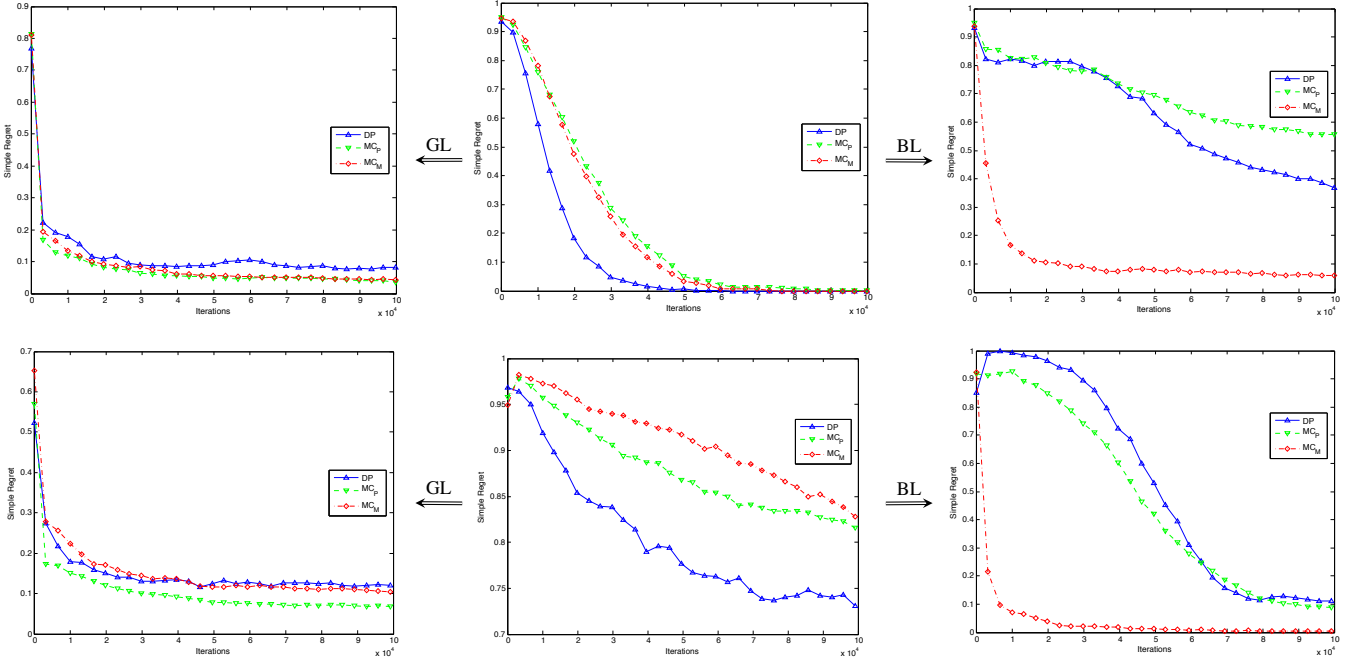 0.9
0.8
0.7
0.6
0.5
0.4
0.3
0.2
0.1
0
Simple Regret
DP
MC_P
MC_M
0 1 2 3 4 5 6 7 8 9 10
Iterations
x 10^4
GL
1
0.9
0.8
0.7
0.6
0.5
0.4
0.3
0.2
0.1
0
Simple Regret
DP
MC_P
MC_M
0 1 2 3 4 5 6 7 8 9 10
Iterations
x 10^4
BL
1
0.9
0.8
0.7
0.6
0.5
0.4
0.3
0.2
0.1
0
Simple Regret
DP
MC_P
MC_M
0 1 2 3 4 5 6 7 8 9 10
Iterations
x 10^4
0.7
0.6
0.5
0.4
0.3
0.2
0.1
0
Simple Regret
DP
MC_P
MC_M
0 1 2 3 4 5 6 7 8 9 10
Iterations
x 10^4
GL
1
0.95
0.9
0.85
0.8
0.75
0.7
Simple Regret
DP
MC_P
MC_M
0 1 2 3 4 5 6 7 8 9 10
Iterations
x 10^4
BL
1
0.9
0.8
0.7
0.6
0.5
0.4
0.3
0.2
0.1
0
Simple Regret
DP
MC_P
MC_M
0 1 2 3 4 5 6 7 8 9 10
Iterations
x 10^4